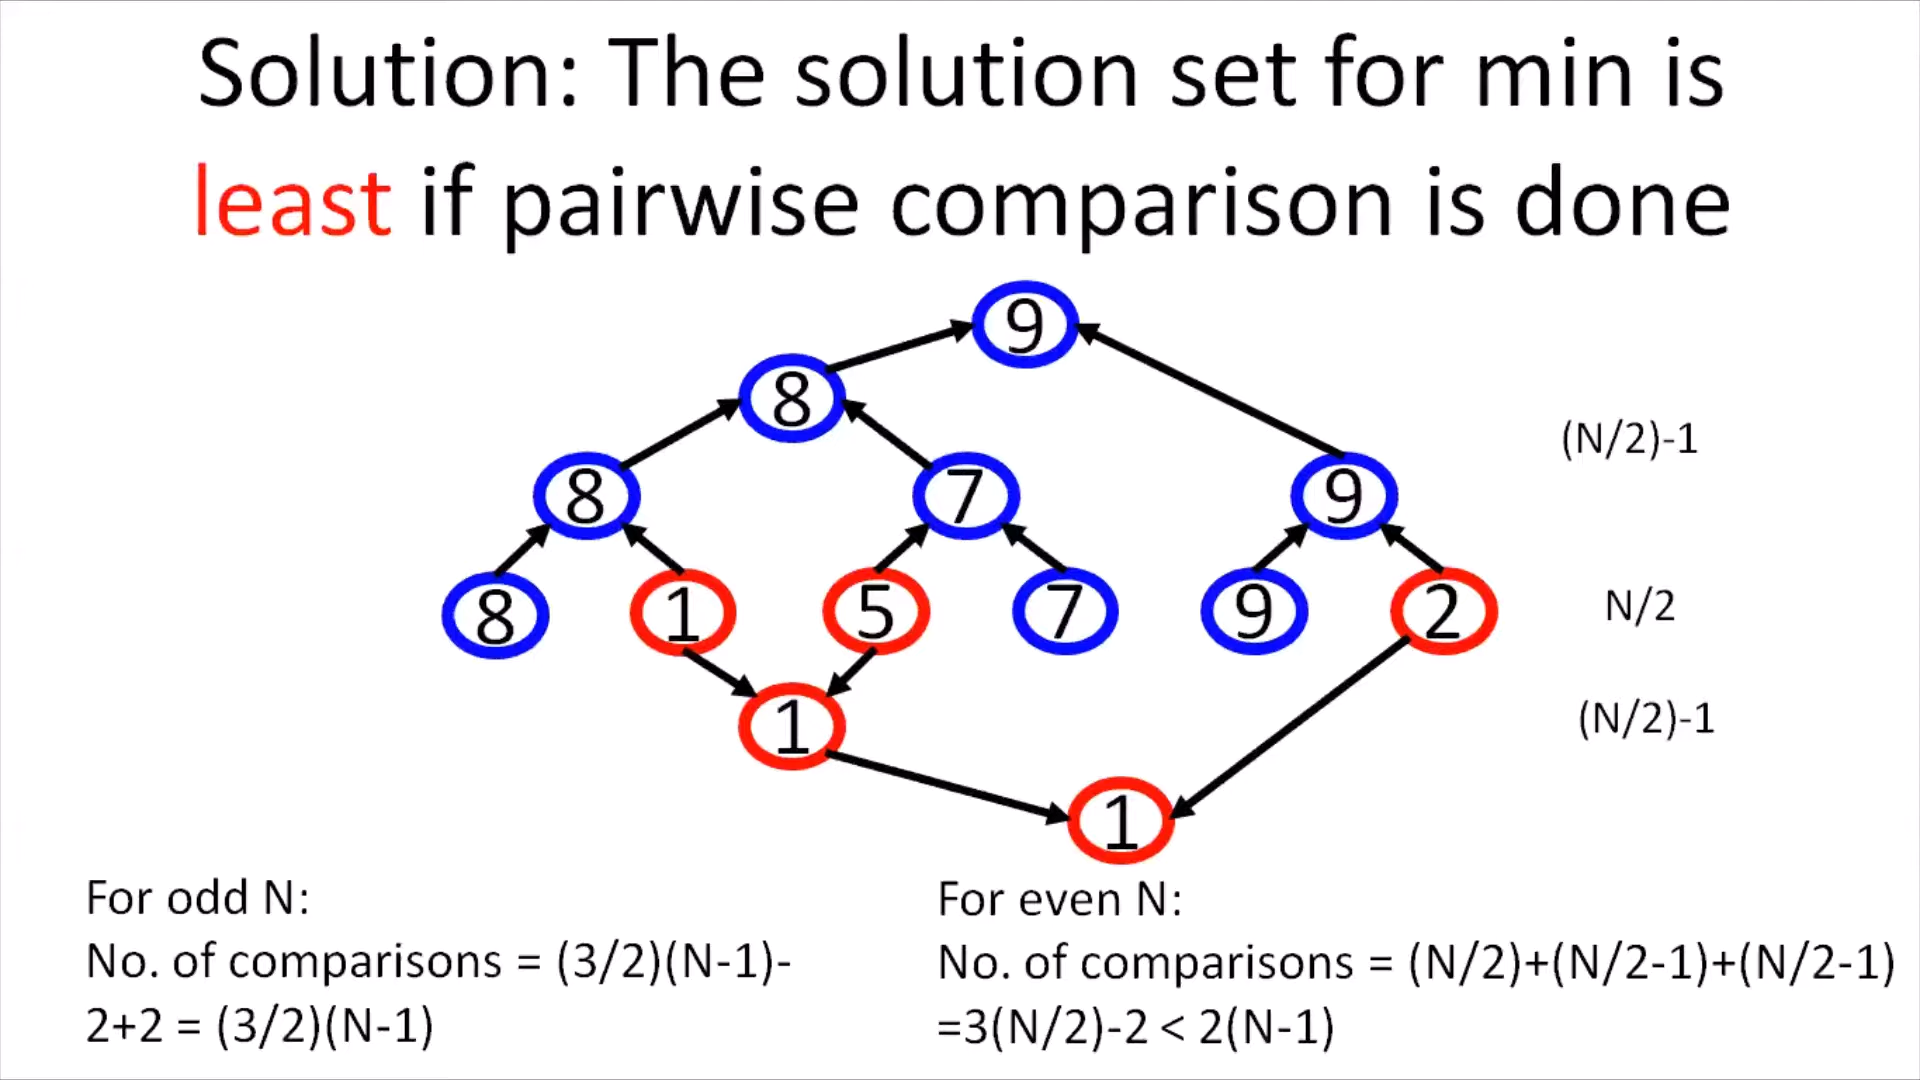 Solution: The solution set for min is
least if pairwise comparison is done
9
8
(N/2)-1
8 7 9
8 1 5 7 9 2 N/2
1 (N/2)-1
1
For odd N:
No. of comparisons = (3/2)(N-1)-
2+2 = (3/2)(N-1)
For even N:
No. of comparisons = (N/2)+(N/2-1)+(N/2-1)
=3(N/2)-2 < 2(N-1)